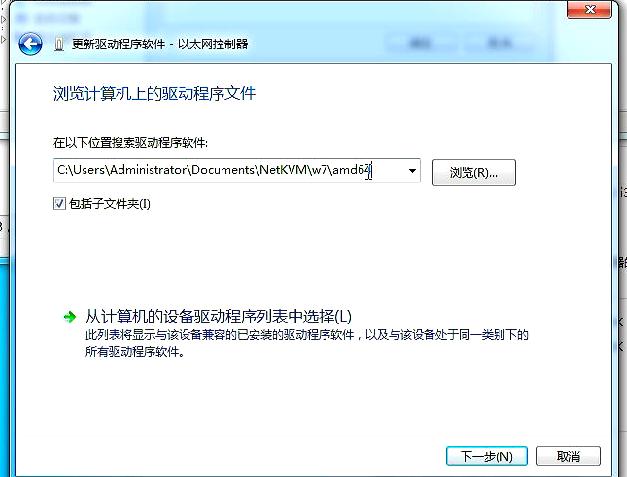 更新驱动程序软件 - 以太网控制器
浏览计算机上的驱动程序文件
在以下位置搜索驱动程序软件:
C:\Users\Administrator\Documents\NetKVM\w7\amd64
浏览(R)...
包括子文件夹(I)
从计算机的设备驱动程序列表中选择(L)
此列表将显示与该设备兼容的已安装的驱动程序软件，以及与该设备处于同一类别下的
所有驱动程序软件。
下一步(N)
取消